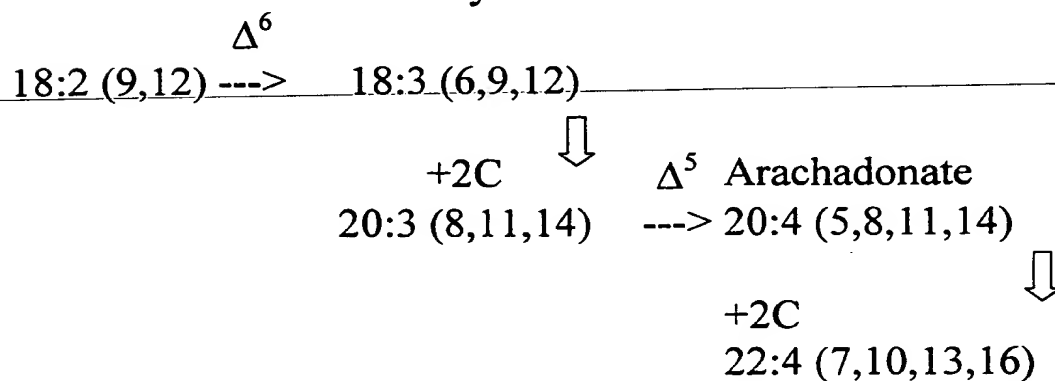 Δ⁶
18:2 (9,12) ---> 18:3 (6,9,12)
+2C Δ⁵ Arachadonate
20:3 (8,11,14) ---> 20:4 (5,8,11,14)
+2C
22:4 (7,10,13,16)